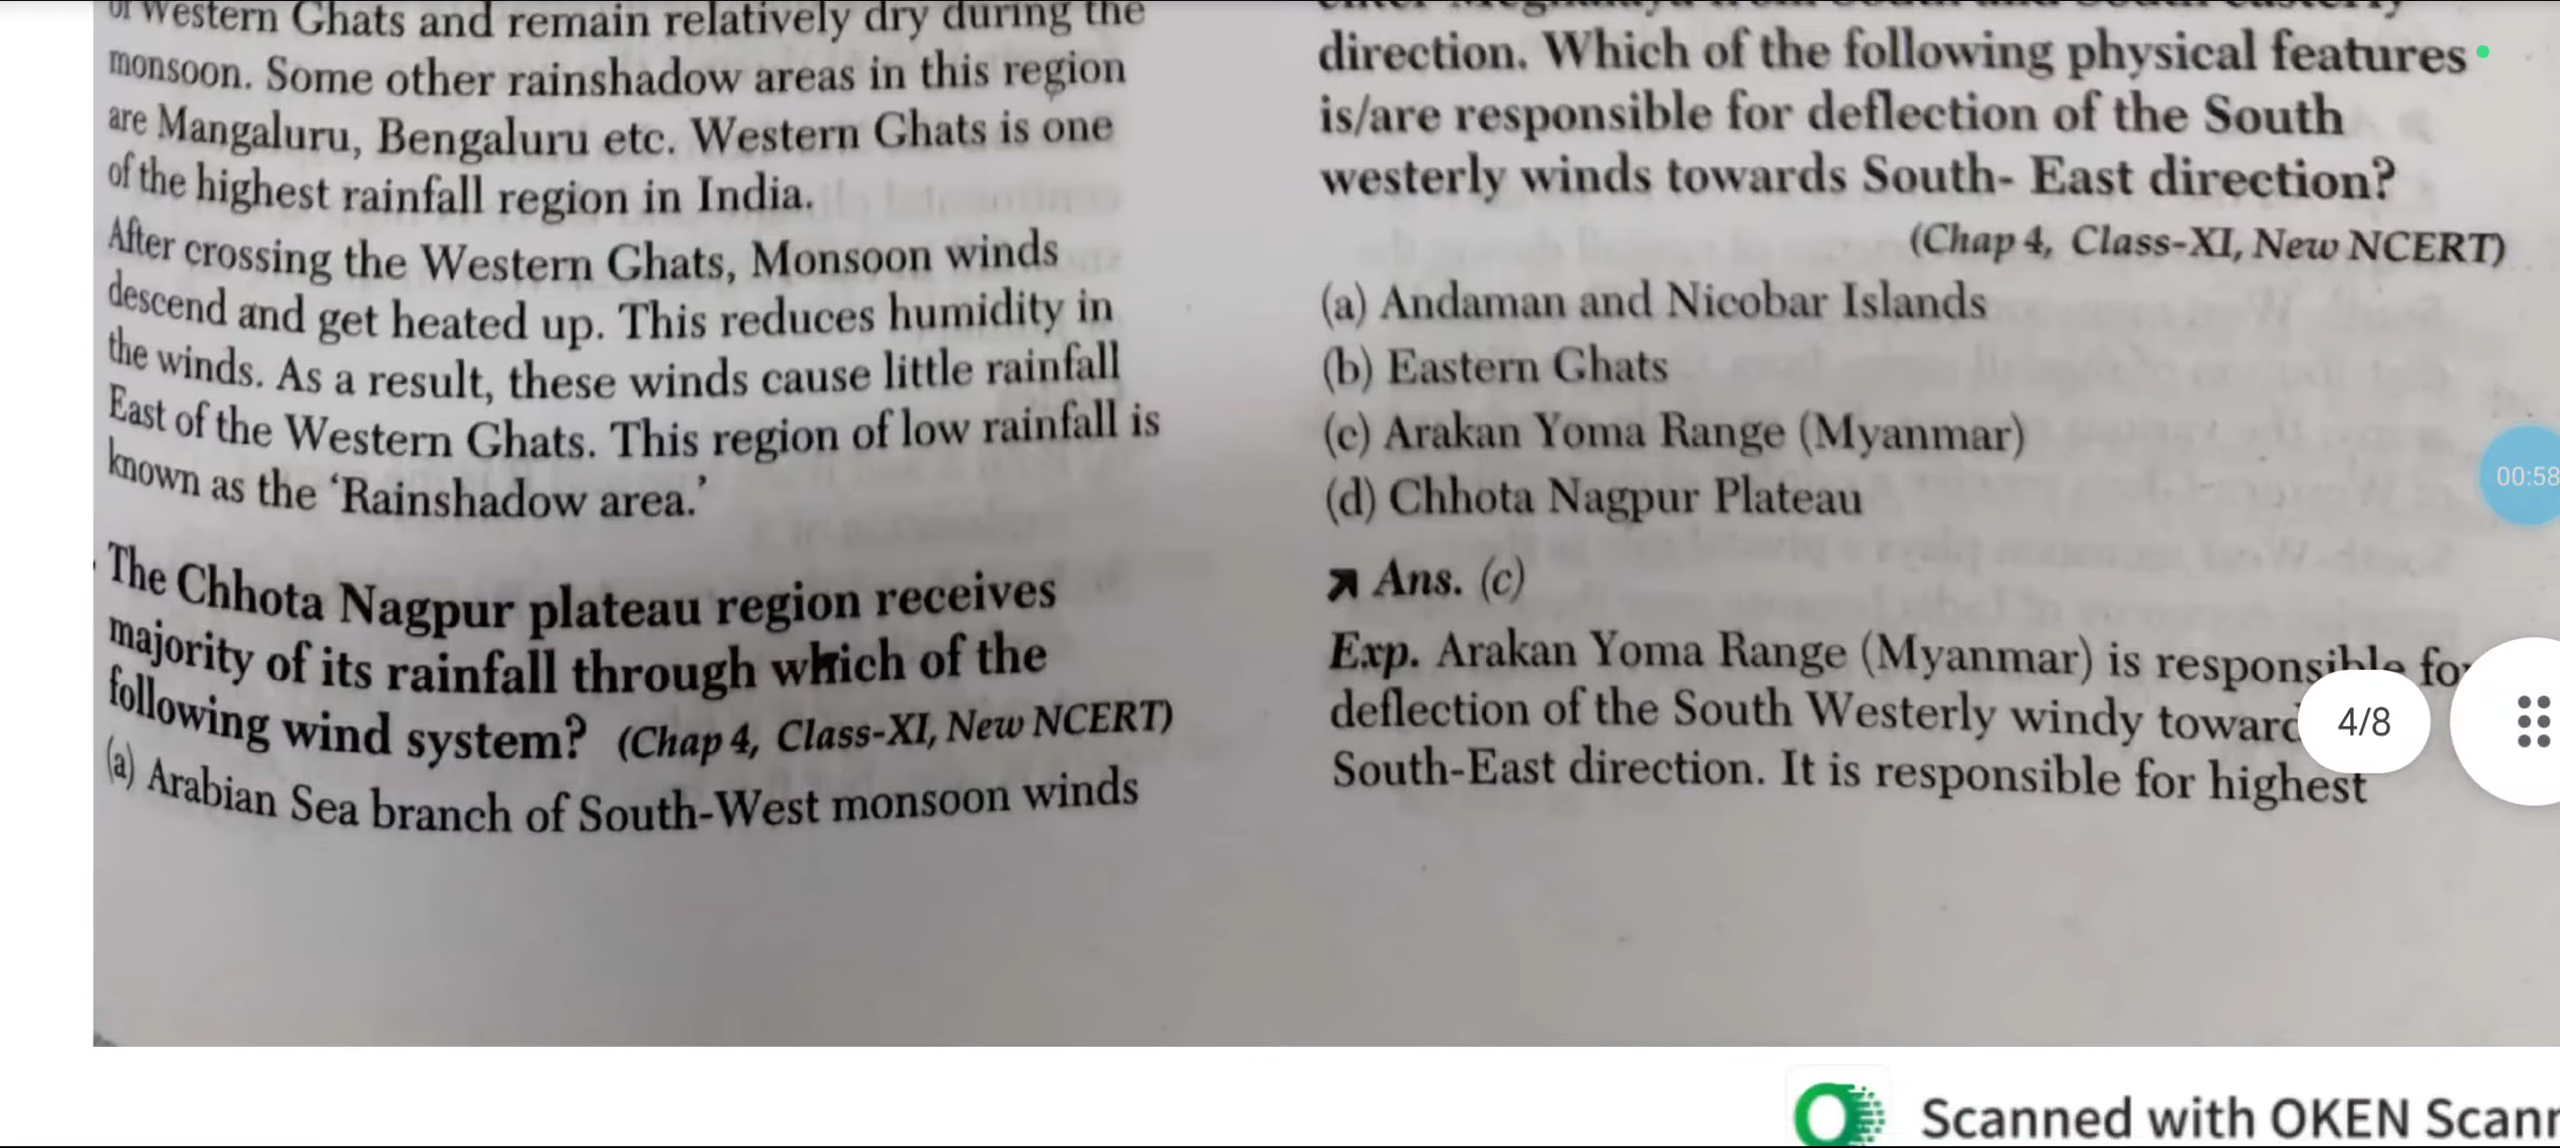 of Western Ghats and remain relatively dry during the
monsoon. Some other rainshadow areas in this region
are Mangaluru, Bengaluru etc. Western Ghats is one
of the highest rainfall region in India.
After crossing the Western Ghats, Monsoon winds
descend and get heated up. This reduces humidity in
the winds. As a result, these winds cause little rainfall
East of the Western Ghats. This region of low rainfall is
known as the ‘Rainshadow area.’
The Chhota Nagpur plateau region receives
majority of its rainfall through which of the
following wind system? (Chap 4, Class-XI, New NCERT)
(a) Arabian Sea branch of South-West monsoon winds
direction. Which of the following physical features
is/are responsible for deflection of the South
westerly winds towards South- East direction?
(Chap 4, Class-XI, New NCERT)
(a) Andaman and Nicobar Islands
(b) Eastern Ghats
(c) Arakan Yoma Range (Myanmar)
(d) Chhota Nagpur Plateau
Ans. (c)
Exp. Arakan Yoma Range (Myanmar) is responsible for
deflection of the South Westerly windy toward
South-East direction. It is responsible for highest
00:58
4/8
Scanned with OKEN Scann